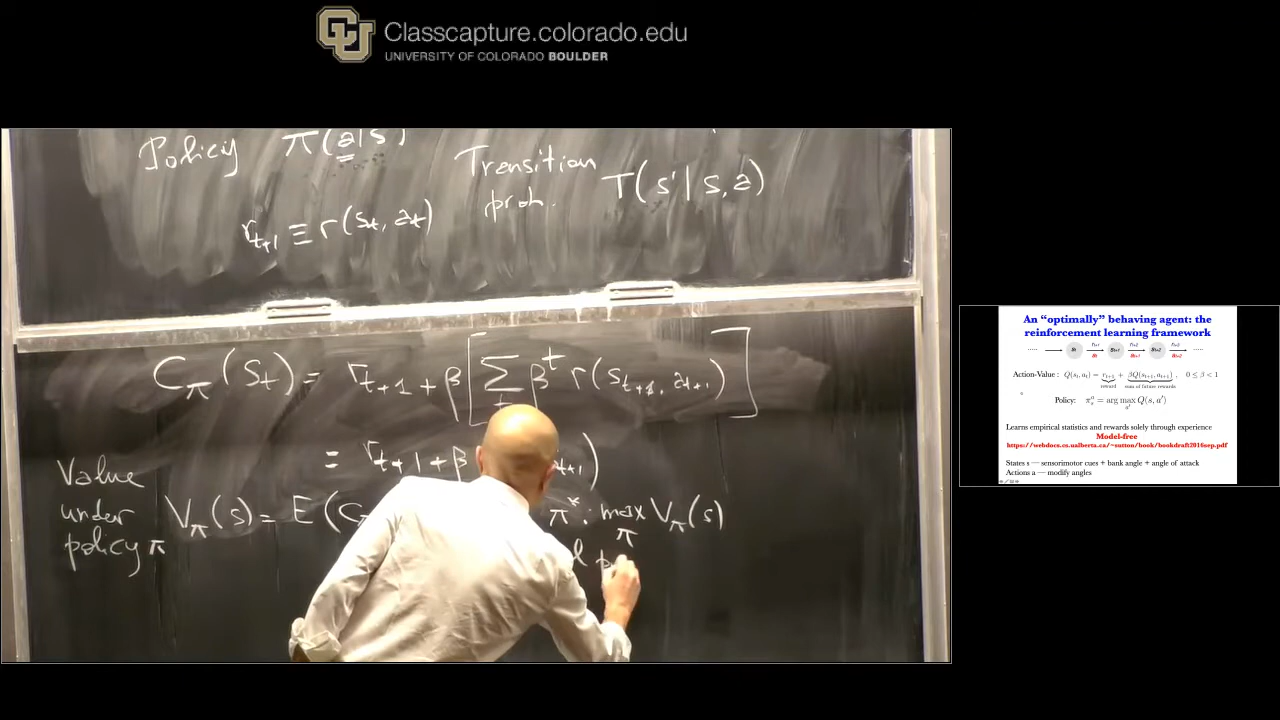 Classcapture.colorado.edu
UNIVERSITY OF COLORADO BOULDER
Policy π(a|s)
Transition prob. T(s'|s,a)
r_{t+1} ≡ r(s_t, a_t)
C_π(S_t) = r_{t+1} + β[Σ_t β^t r(s_{t+1}, a_{t+1})]
= r_{t+1} + β
Value under policy π
V_π(s) = E(C
π*: max_π V_π(s)
An “optimally” behaving agent: the
reinforcement learning framework
Action-Value : Q(s_t, a_t) = r_{t+1} + βQ(s_{t+1}, a_{t+1}) , 0 ≤ β < 1
reward sum of future rewards
Policy: = arg max_{a'} Q(s, a')
Learns empirical statistics and rewards solely through experience
Model-free
https://webdocs.cs.ualberta.ca/~sutton/book/bookdraft2016sep.pdf
States s — sensorimotor cues + bank angle + angle of attack
Actions a — modify angles